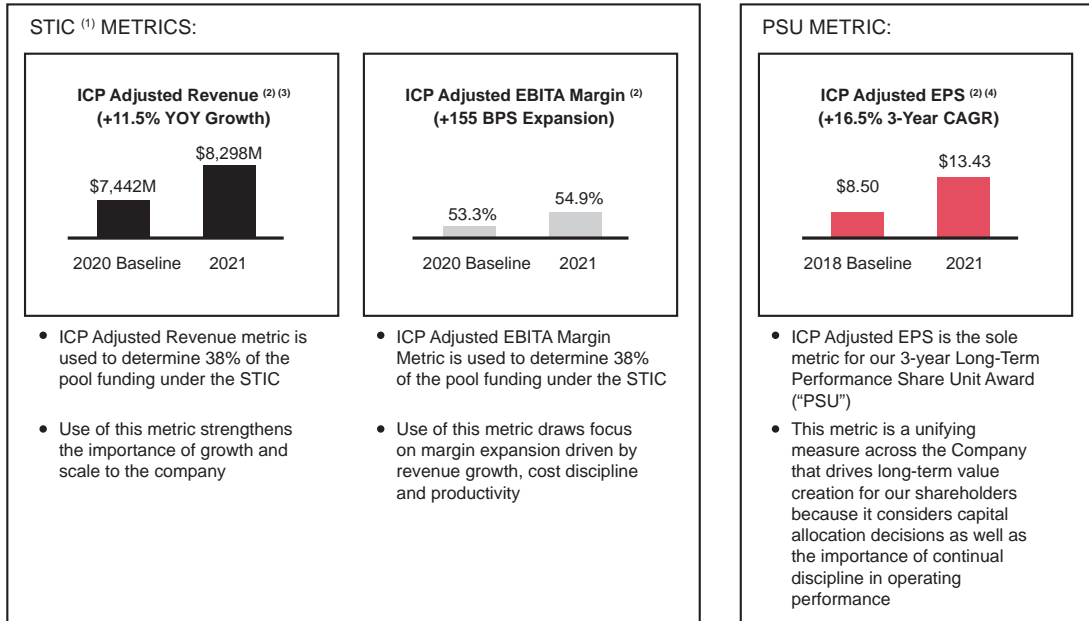 STIC (1) METRICS:
ICP Adjusted Revenue (2) (3)
(+11.5% YOY Growth)
$8,298M
$7,442M
2020 Baseline 2021
• ICP Adjusted Revenue metric is
used to determine 38% of the
pool funding under the STIC
• Use of this metric strengthens
the importance of growth and
scale to the company
ICP Adjusted EBITA Margin (2)
(+155 BPS Expansion)
54.9%
53.3%
2020 Baseline 2021
• ICP Adjusted EBITA Margin
Metric is used to determine 38%
of the pool funding under the STIC
• Use of this metric draws focus
on margin expansion driven by
revenue growth, cost discipline
and productivity
PSU METRIC:
ICP Adjusted EPS (2) (4)
(+16.5% 3-Year CAGR)
$13.43
$8.50
2018 Baseline 2021
• ICP Adjusted EPS is the sole
metric for our 3-year Long-Term
Performance Share Unit Award
(“PSU”)
• This metric is a unifying
measure across the Company
that drives long-term value
creation for our shareholders
because it considers capital
allocation decisions as well as
the importance of continual
discipline in operating
performance